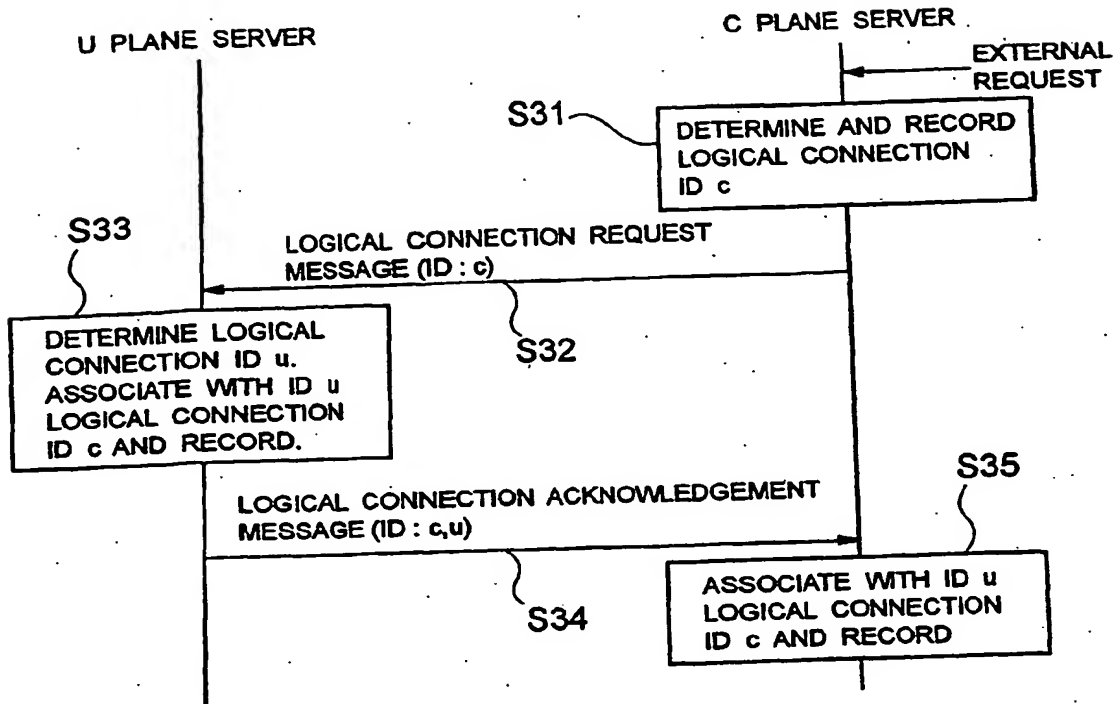 U PLANE SERVER
C PLANE SERVER
EXTERNAL
REQUEST
S31
DETERMINE AND RECORD
LOGICAL CONNECTION
ID c
S33
LOGICAL CONNECTION REQUEST
MESSAGE (ID : c)
S32
DETERMINE LOGICAL
CONNECTION ID u.
ASSOCIATE WITH ID u
LOGICAL CONNECTION
ID c AND RECORD.
LOGICAL CONNECTION ACKNOWLEDGEMENT
MESSAGE (ID : c,u)
S34
S35
ASSOCIATE WITH ID u
LOGICAL CONNECTION
ID c AND RECORD